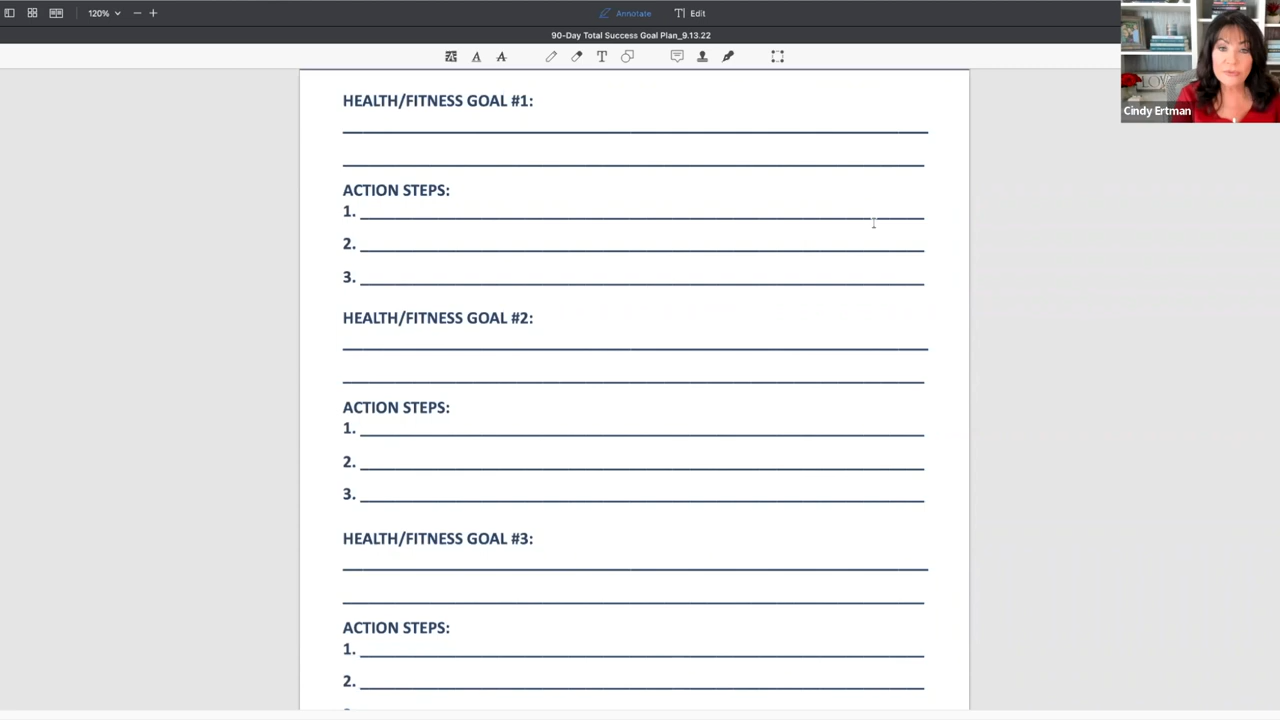 120%
Annotate
Edit
90-Day Total Success Goal Plan_9.13.22
Cindy Ertman
HEALTH/FITNESS GOAL #1:
ACTION STEPS:
1.
2.
3.
HEALTH/FITNESS GOAL #2:
ACTION STEPS:
1.
2.
3.
HEALTH/FITNESS GOAL #3:
ACTION STEPS:
1.
2.